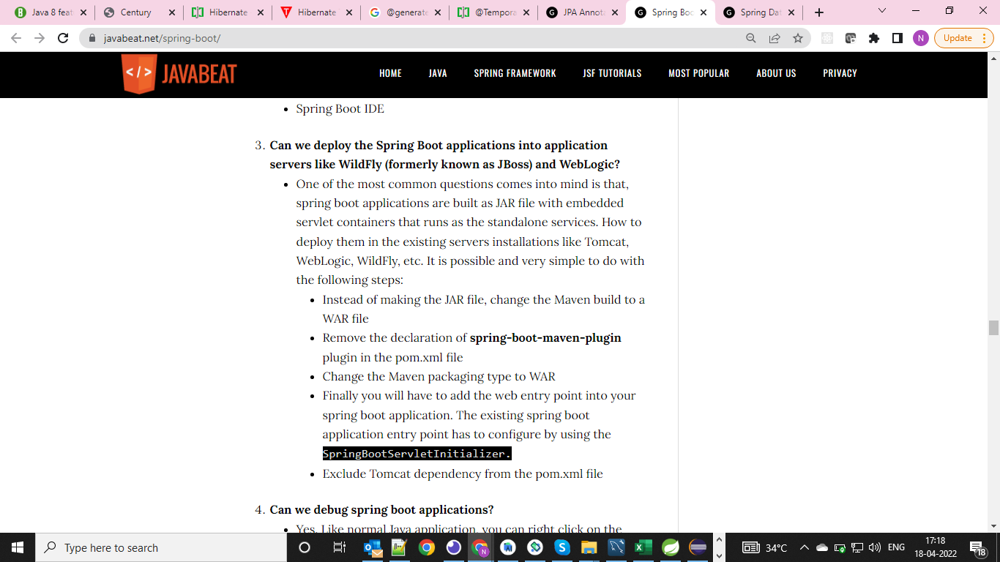 Java 8 feat
Century
Hibernate
Hibernate
@generate
@Tempora
JPA Annota
Spring Boo
Spring Dat
javabeat.net/spring-boot/
N
Update
</> JAVABEAT
HOME
JAVA
SPRING FRAMEWORK
JSF TUTORIALS
MOST POPULAR
ABOUT US
PRIVACY
• Spring Boot IDE
3. Can we deploy the Spring Boot applications into application
servers like WildFly (formerly known as JBoss) and WebLogic?
• One of the most common questions comes into mind is that,
spring boot applications are built as JAR file with embedded
servlet containers that runs as the standalone services. How to
deploy them in the existing servers installations like Tomcat,
WebLogic, WildFly, etc. It is possible and very simple to do with
the following steps:
• Instead of making the JAR file, change the Maven build to a
WAR file
• Remove the declaration of spring-boot-maven-plugin
plugin in the pom.xml file
• Change the Maven packaging type to WAR
• Finally you will have to add the web entry point into your
spring boot application. The existing spring boot
application entry point has to configure by using the
SpringBootServletInitializer.
• Exclude Tomcat dependency from the pom.xml file
4. Can we debug spring boot applications?
• Yes. Like normal Java application, you can right click on the
Type here to search
34°C
ENG
17:18
18-04-2022
18